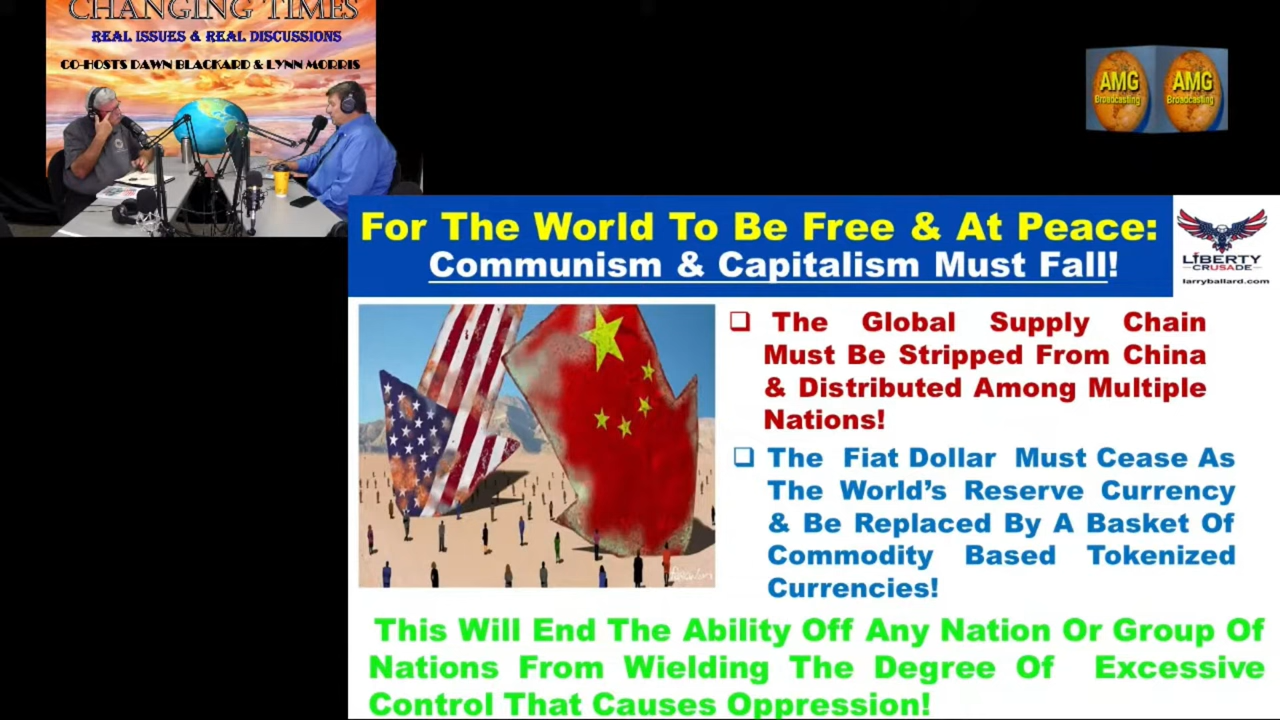 CHANGING TIMES
REAL ISSUES & REAL DISCUSSIONS
CO-HOSTS DAWN BLACKARD & LYNN MORRIS
AMG
Broadcasting
AMG
Broadcasting
For The World To Be Free & At Peace:
Communism & Capitalism Must Fall!
LIBERTY
CRUSADE
larryballard.com
❑ The Global Supply Chain
Must Be Stripped From China
& Distributed Among Multiple
Nations!
❑ The Fiat Dollar Must Cease As
The World’s Reserve Currency
& Be Replaced By A Basket Of
Commodity Based Tokenized
Currencies!
This Will End The Ability Off Any Nation Or Group Of
Nations From Wielding The Degree Of Excessive
Control That Causes Oppression!